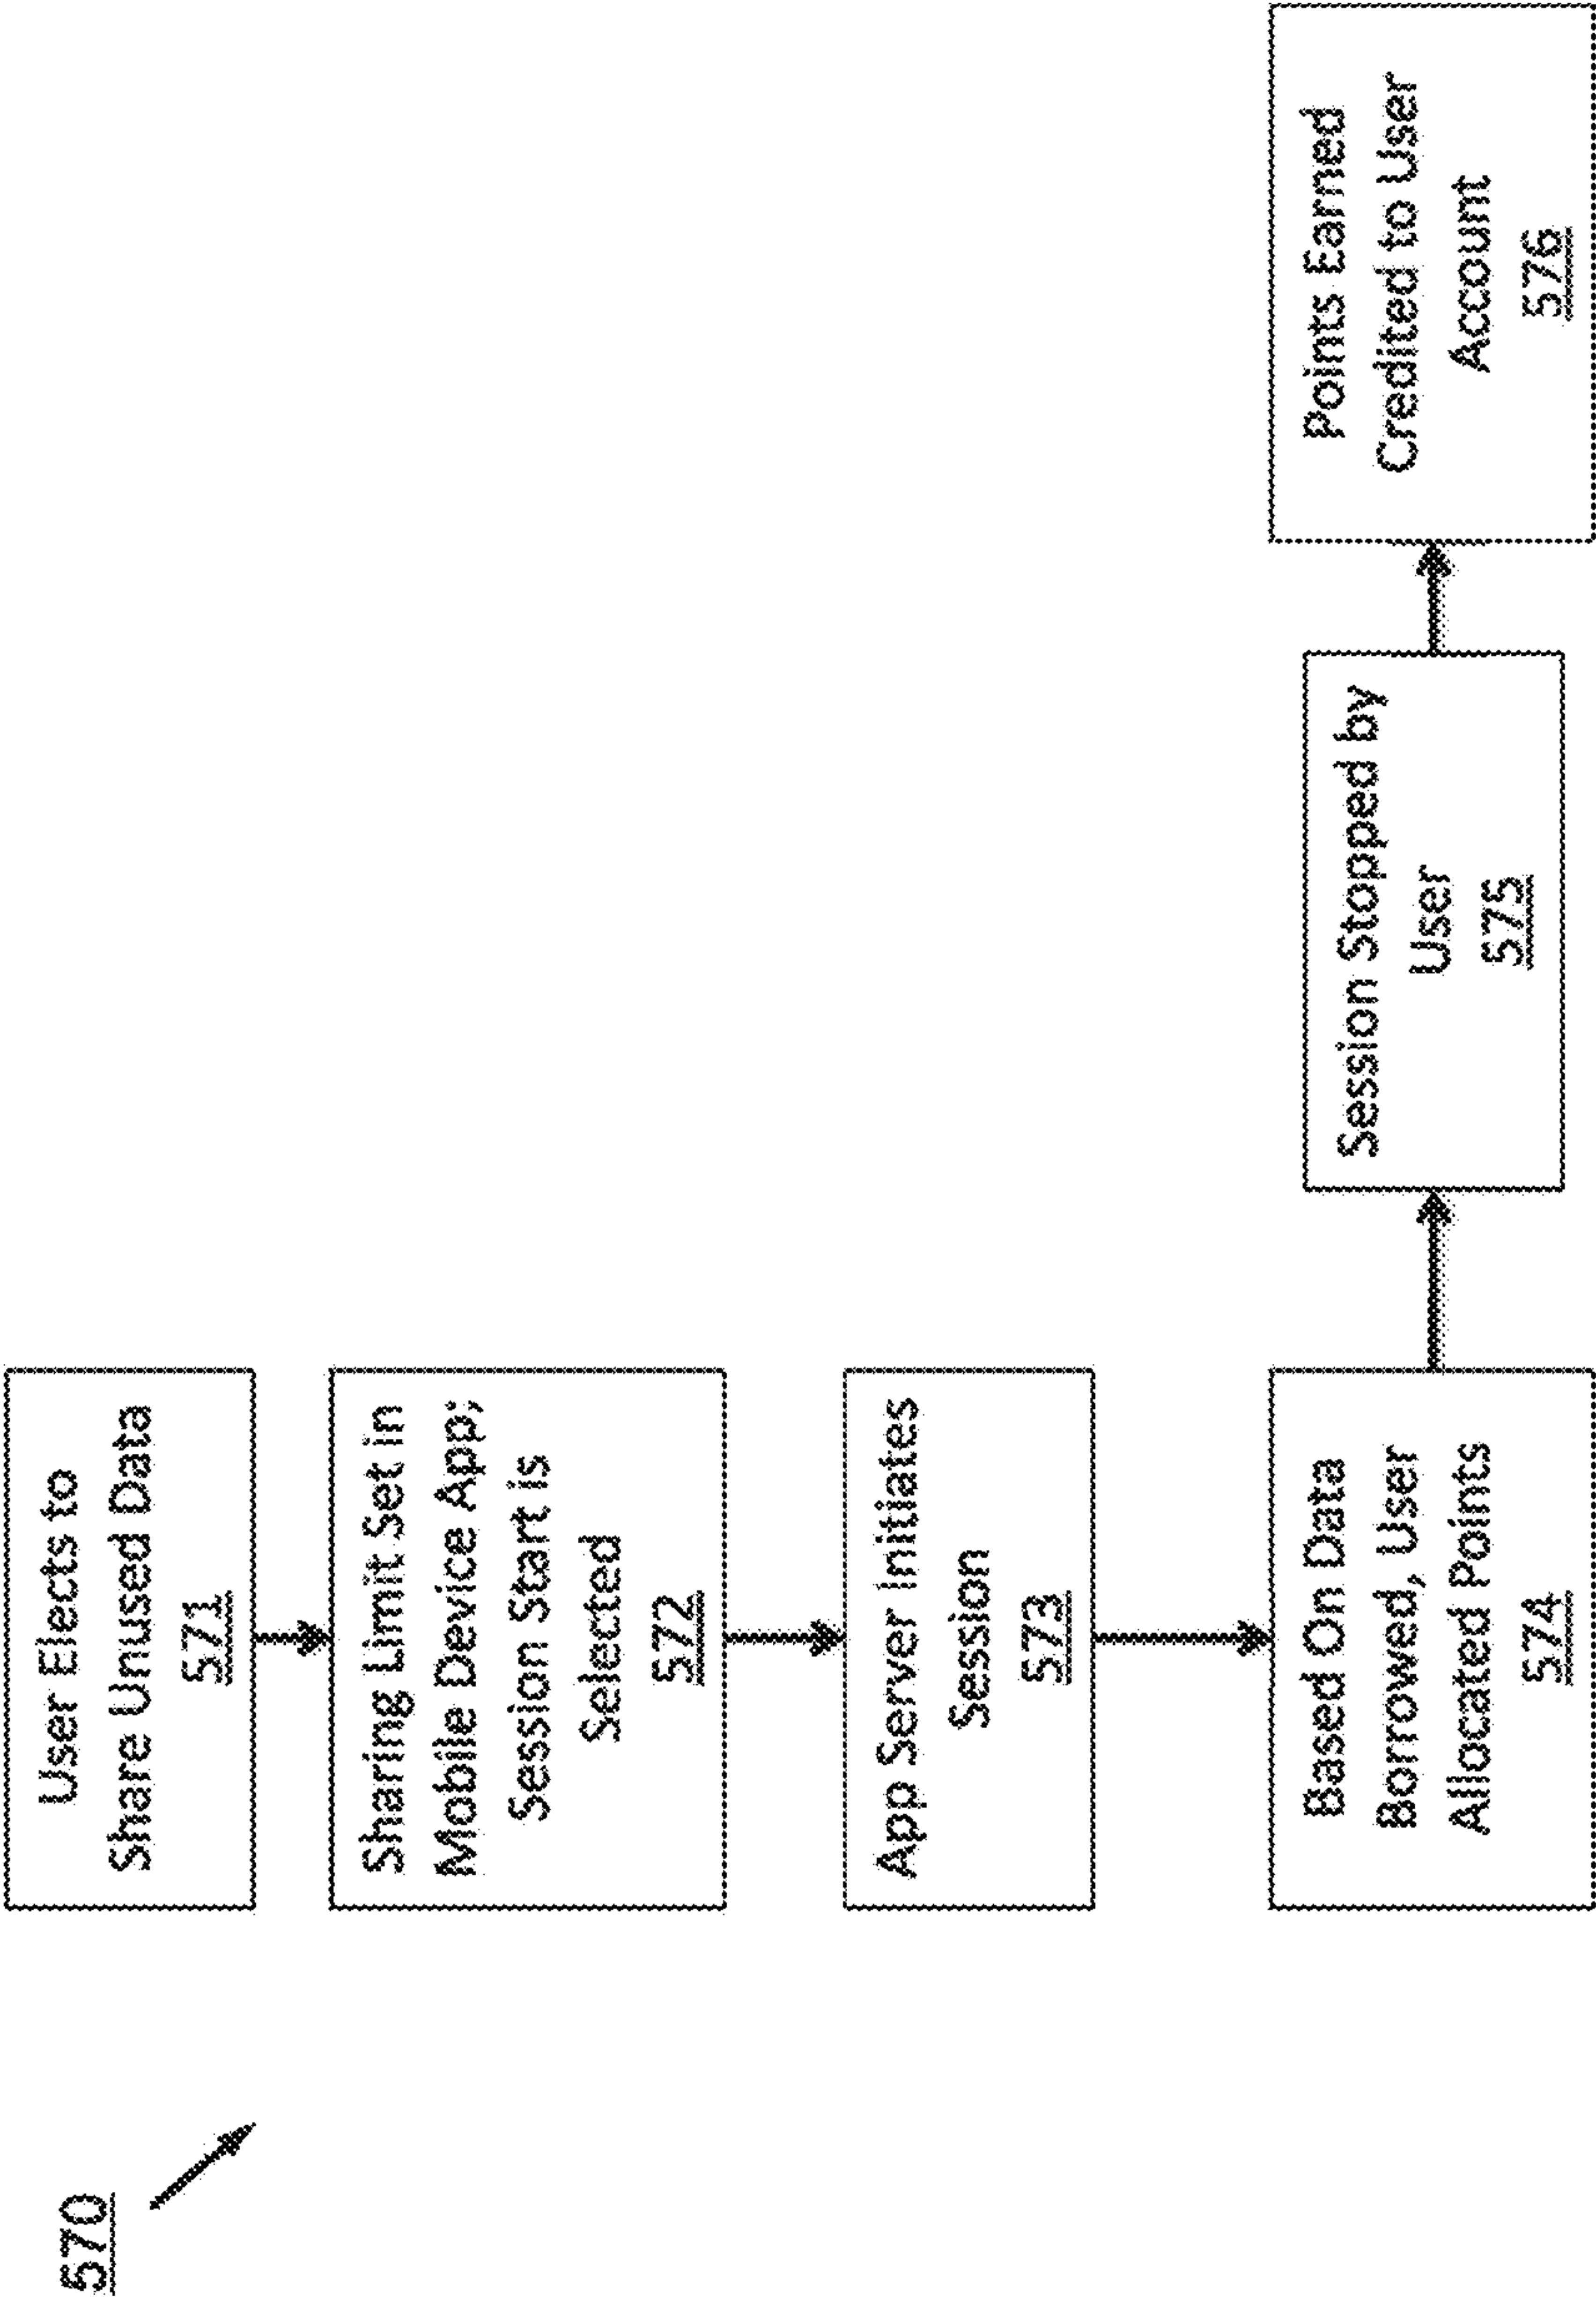 570
User Elects to
Share Unused Data
571
Sharing Limit Set in
Mobile Device App;
Session Start is
Selected
572
App Server Initiates
Session
573
Based On Data
Borrowed, User
Allocated Points
574
Session Stopped by
User
575
Points Earned
Credited to User
Account
576